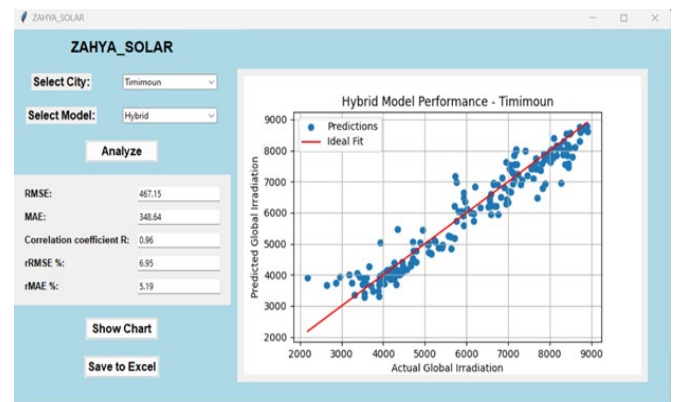 ZAHYA_SOLAR
ZAHYA_SOLAR
Select City: Timimoun
Select Model: Hybrid
Analyze
RMSE: 467.15
MAE: 348.64
Correlation coefficient R: 0.96
rRMSE %: 6.95
rMAE %: 5.19
Show Chart
Save to Excel
Hybrid Model Performance - Timimoun
Predictions
Ideal Fit
Predicted Global Irradiation
9000
8000
7000
6000
5000
4000
3000
2000
2000 3000 4000 5000 6000 7000 8000 9000
Actual Global Irradiation